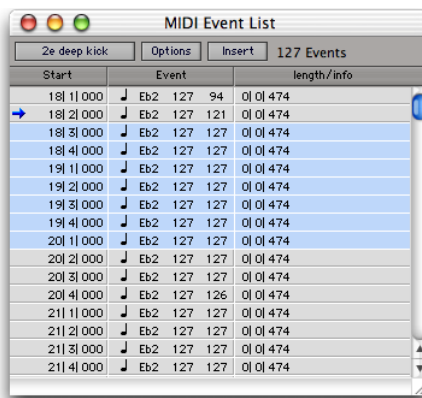 MIDI Event List
2e deep kick Options Insert 127 Events
Start Event length/info
18| 1| 000 Eb2 127 94 0| 0| 474
18| 2| 000 Eb2 127 121 0| 0| 474
18| 3| 000 Eb2 127 127 0| 0| 474
18| 4| 000 Eb2 127 127 0| 0| 474
19| 1| 000 Eb2 127 127 0| 0| 474
19| 2| 000 Eb2 127 127 0| 0| 474
19| 3| 000 Eb2 127 127 0| 0| 474
19| 4| 000 Eb2 127 127 0| 0| 474
20| 1| 000 Eb2 127 127 0| 0| 474
20| 2| 000 Eb2 127 127 0| 0| 474
20| 3| 000 Eb2 127 127 0| 0| 474
20| 4| 000 Eb2 127 126 0| 0| 474
21| 1| 000 Eb2 127 127 0| 0| 474
21| 2| 000 Eb2 127 127 0| 0| 474
21| 3| 000 Eb2 127 127 0| 0| 474
21| 4| 000 Eb2 127 127 0| 0| 474